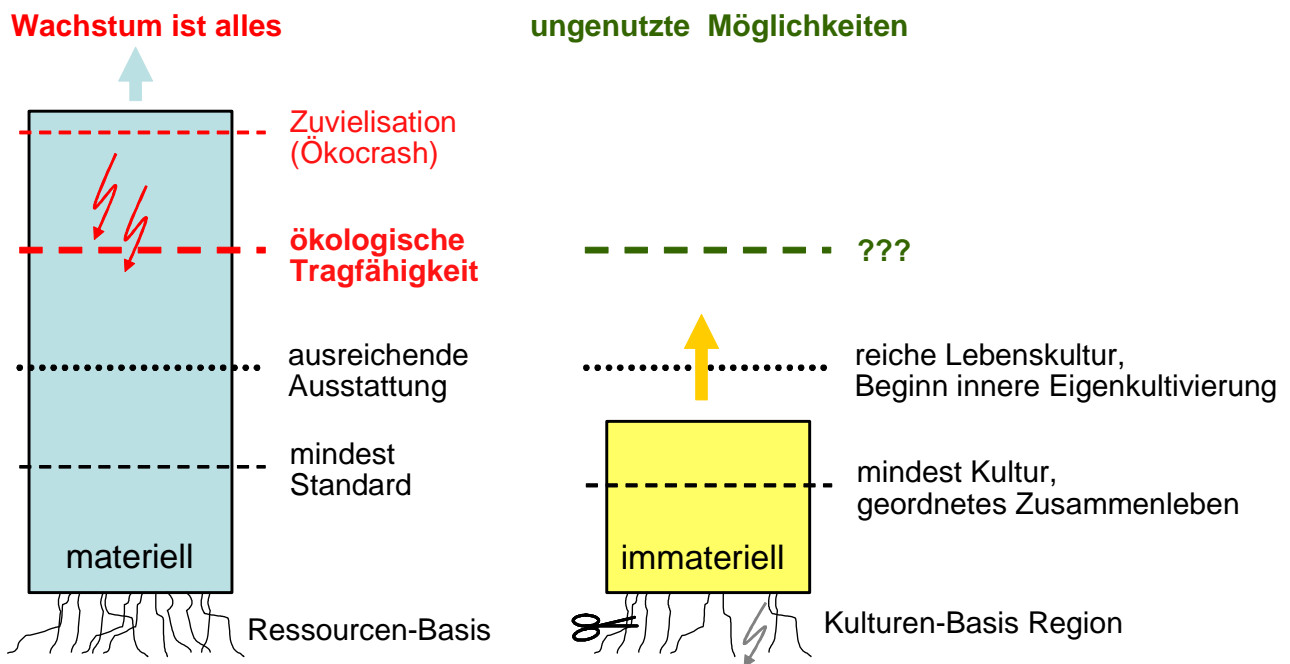 Wachstum ist alles
ungenutzte Möglichkeiten
Zuvielisation
(Ökocrash)
ökologische
Tragfähigkeit
???
ausreichende
Ausstattung
reiche Lebenskultur,
Beginn innere Eigenkultivierung
mindest
Standard
mindest Kultur,
geordnetes Zusammenleben
materiell
immateriell
Ressourcen-Basis
Kulturen-Basis Region